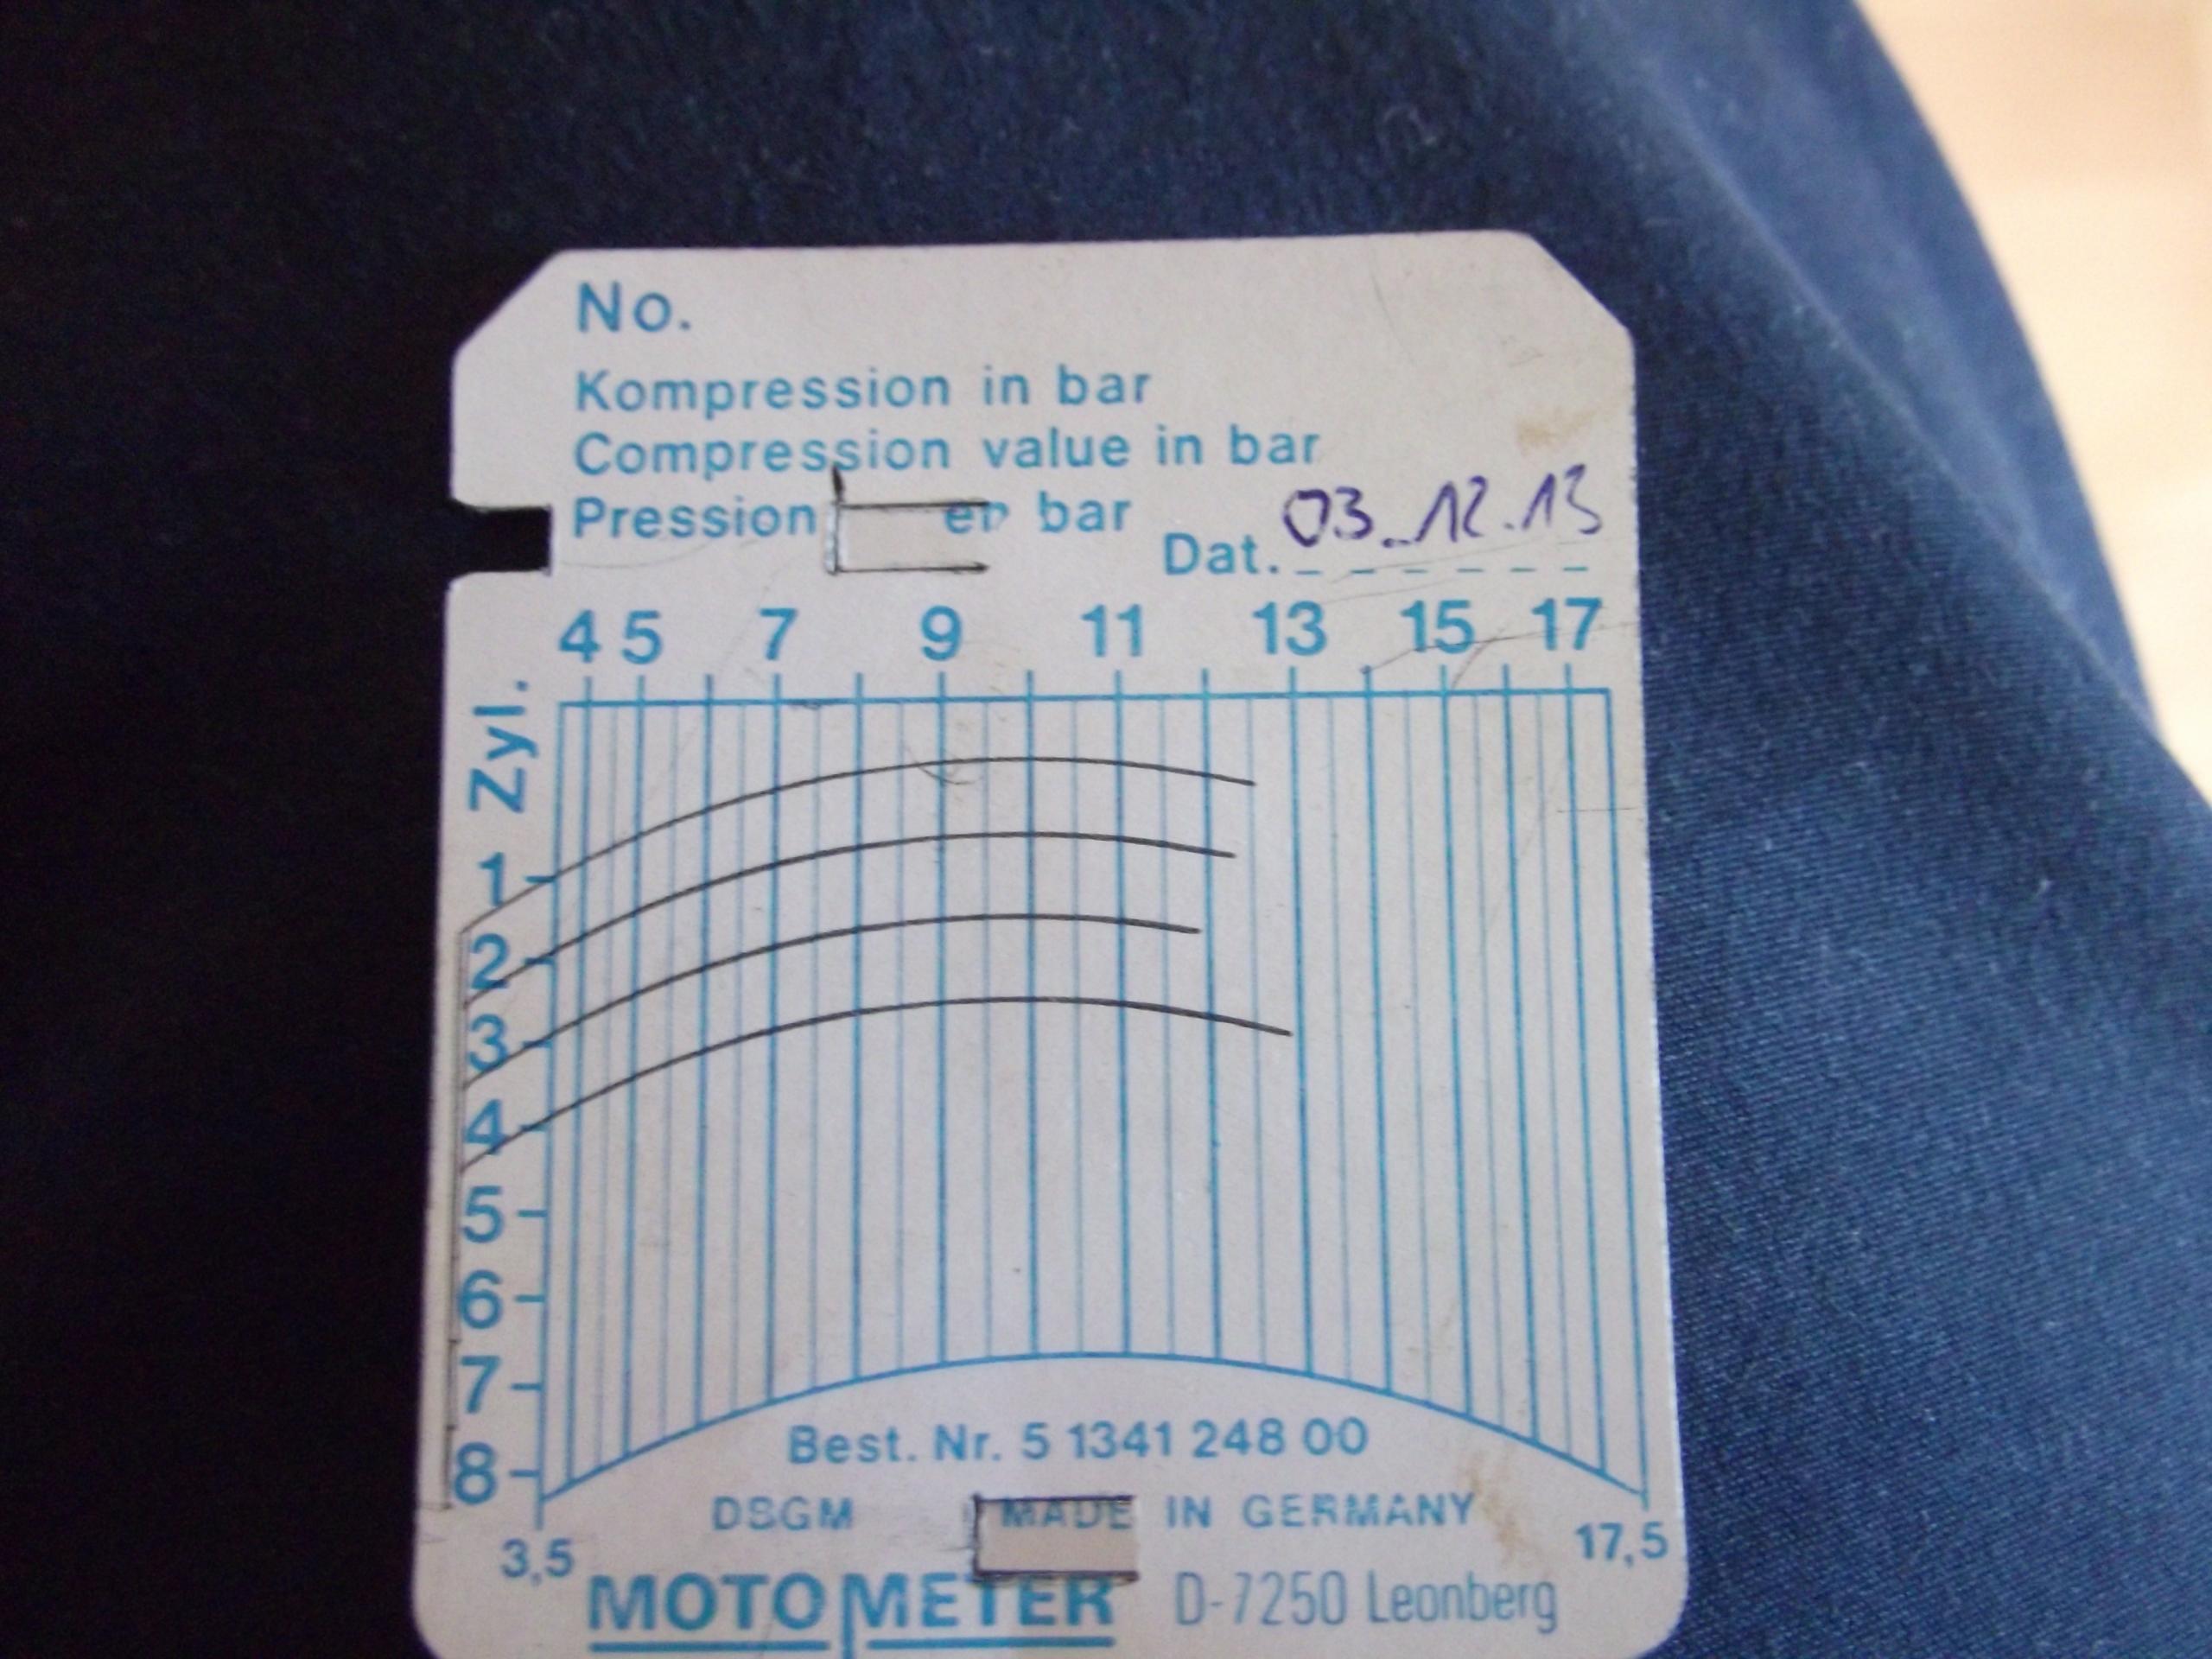 No.
Kompression in bar
Compression value in bar
Pression en bar
Dat. 03.12.13
4 5 7 9 11 13 15 17
Zyl.
1
2
3
4
5
6
7
8
Best. Nr. 5 1341 248 00
DBGM MADE IN GERMANY
3,5 17,5
MOTOMETER D-7250 Leonberg